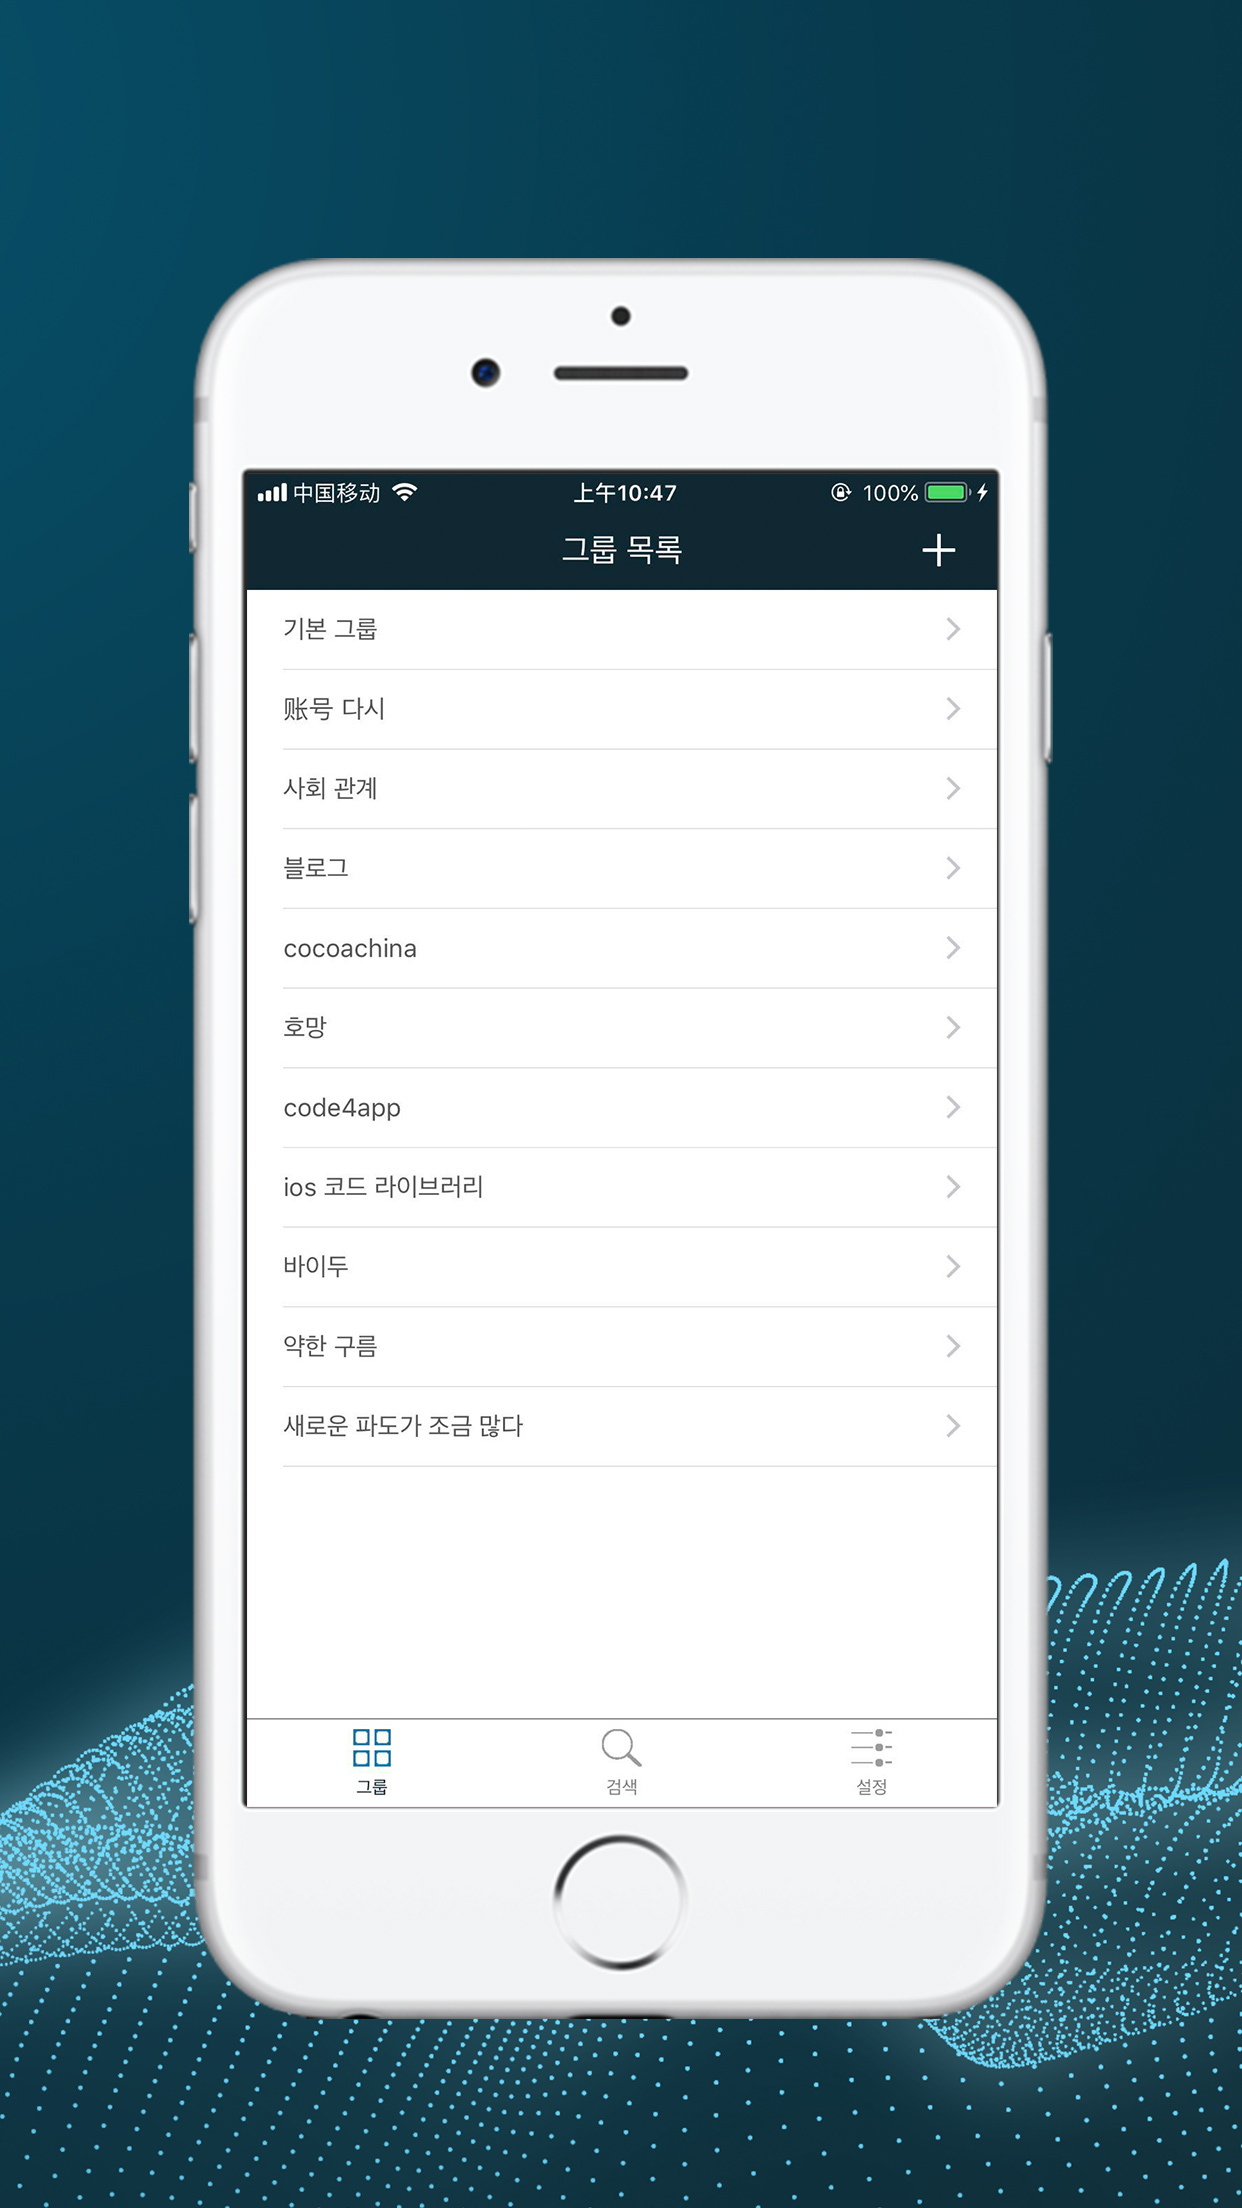 中国移动 上午10:47 100%
그룹 목록
기본 그룹
账号 다시
사회 관계
블로그
cocoachina
호망
code4app
ios 코드 라이브러리
바이두
약한 구름
새로운 파도가 조금 많다
그룹 검색 설정